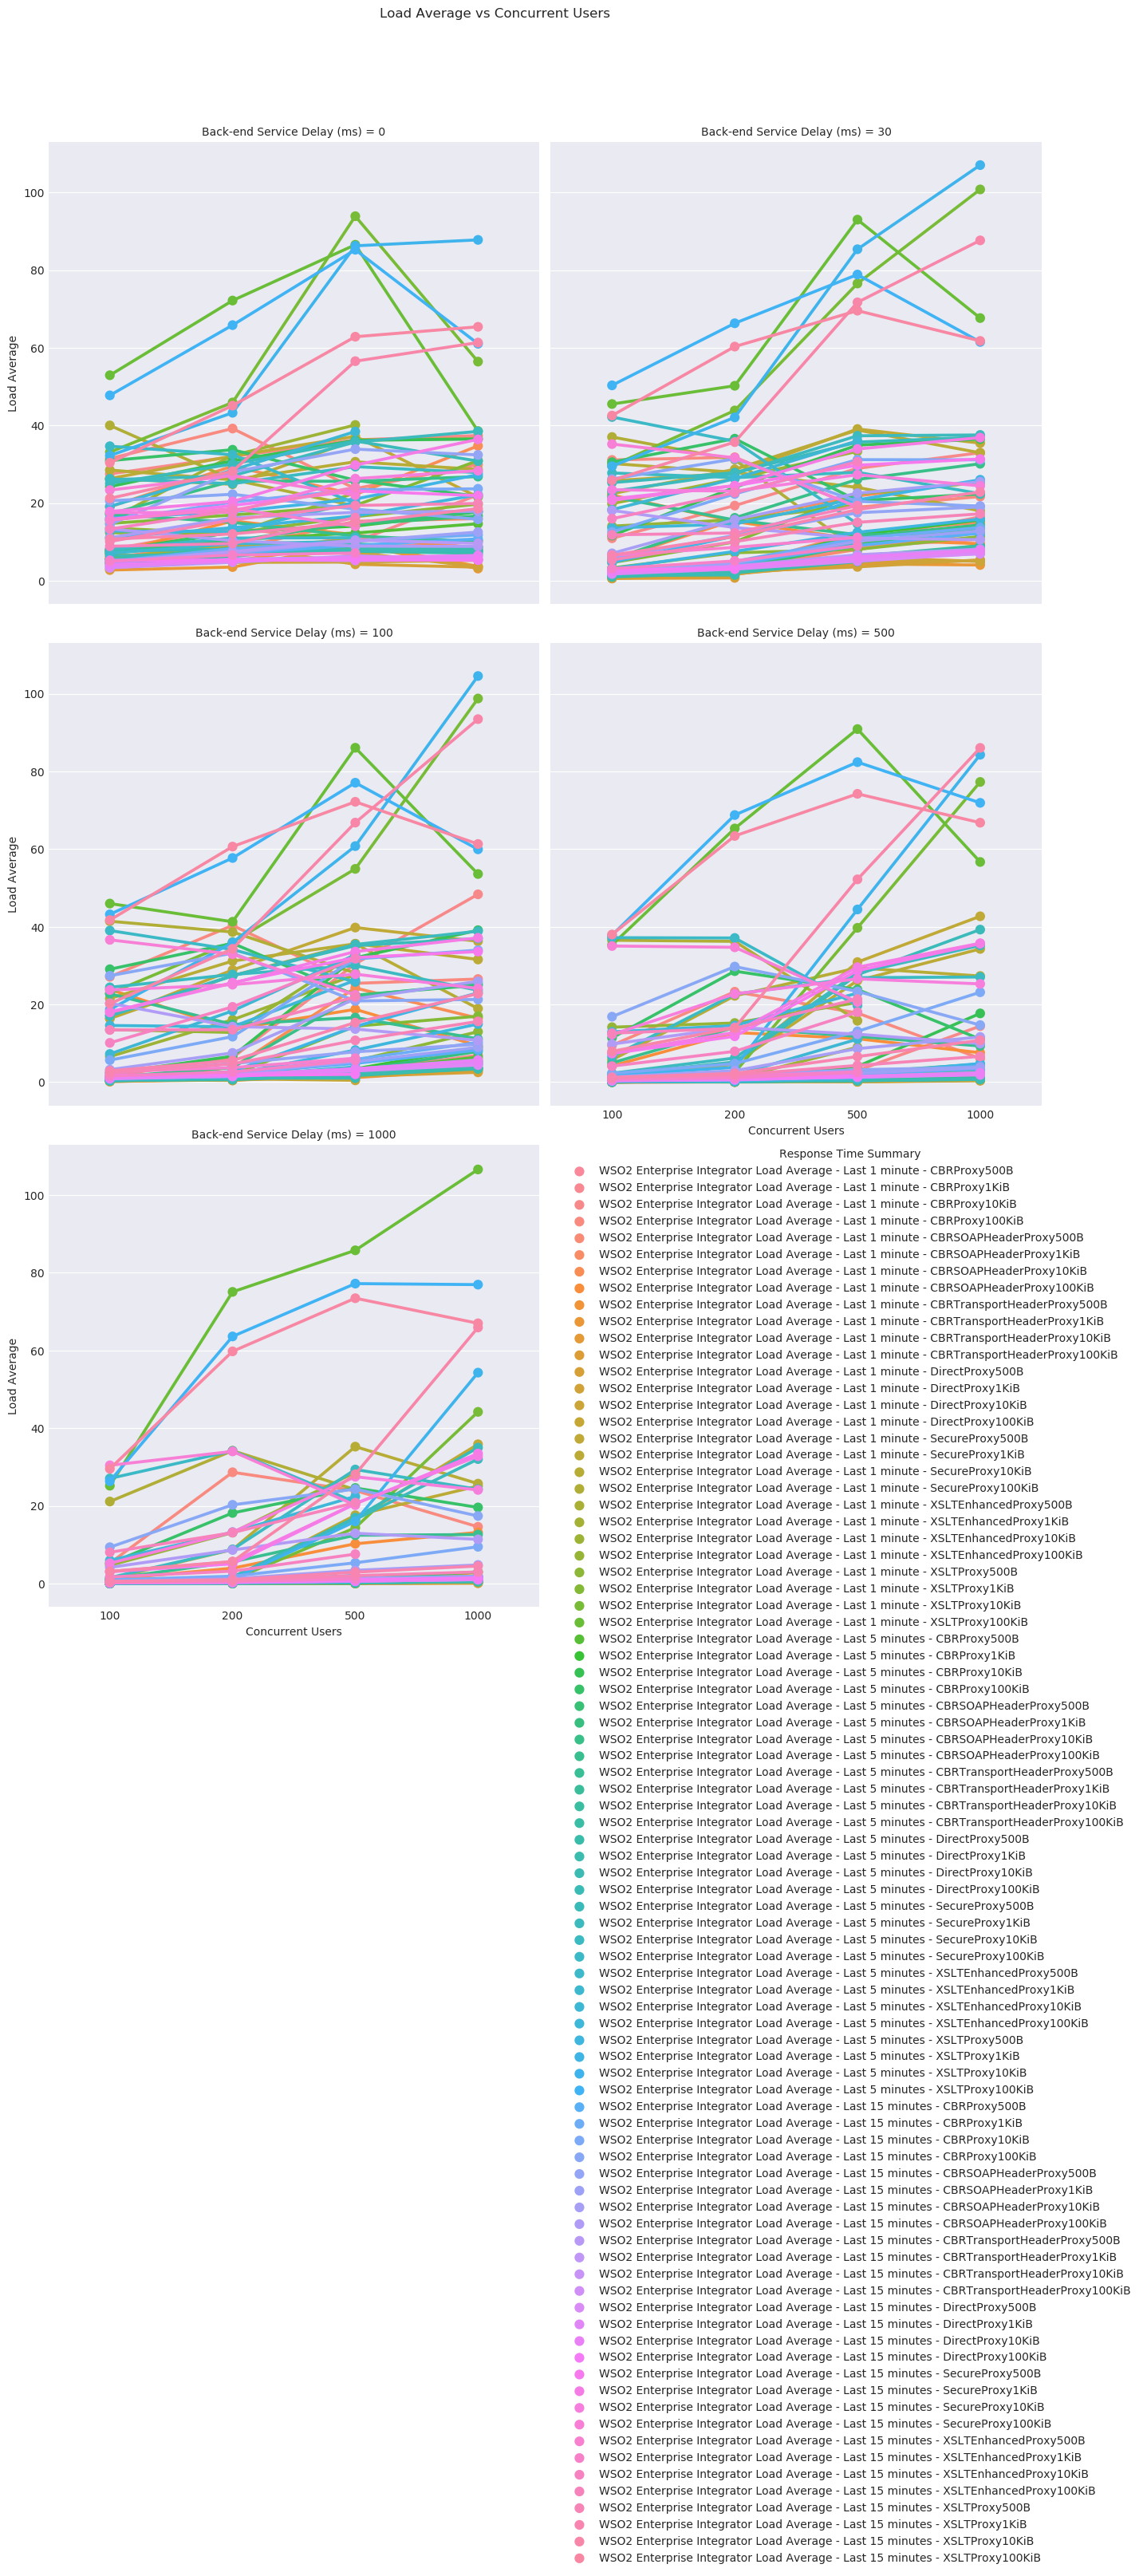 Load Average vs Concurrent Users
Back-end Service Delay (ms) = 0
Back-end Service Delay (ms) = 30
100
80
60
40
20
0
Load Average
Back-end Service Delay (ms) = 100
Back-end Service Delay (ms) = 500
100
80
60
40
20
0
Load Average
100
200
500
1000
Concurrent Users
Back-end Service Delay (ms) = 1000
100
80
60
40
20
0
Load Average
100
200
500
1000
Concurrent Users
Response Time Summary
WSO2 Enterprise Integrator Load Average - Last 1 minute - CBRProxy500B
WSO2 Enterprise Integrator Load Average - Last 1 minute - CBRProxy1KiB
WSO2 Enterprise Integrator Load Average - Last 1 minute - CBRProxy10KiB
WSO2 Enterprise Integrator Load Average - Last 1 minute - CBRProxy100KiB
WSO2 Enterprise Integrator Load Average - Last 1 minute - CBRSOAPHeaderProxy500B
WSO2 Enterprise Integrator Load Average - Last 1 minute - CBRSOAPHeaderProxy1KiB
WSO2 Enterprise Integrator Load Average - Last 1 minute - CBRSOAPHeaderProxy10KiB
WSO2 Enterprise Integrator Load Average - Last 1 minute - CBRSOAPHeaderProxy100KiB
WSO2 Enterprise Integrator Load Average - Last 1 minute - CBRTransportHeaderProxy500B
WSO2 Enterprise Integrator Load Average - Last 1 minute - CBRTransportHeaderProxy1KiB
WSO2 Enterprise Integrator Load Average - Last 1 minute - CBRTransportHeaderProxy10KiB
WSO2 Enterprise Integrator Load Average - Last 1 minute - CBRTransportHeaderProxy100KiB
WSO2 Enterprise Integrator Load Average - Last 1 minute - DirectProxy500B
WSO2 Enterprise Integrator Load Average - Last 1 minute - DirectProxy1KiB
WSO2 Enterprise Integrator Load Average - Last 1 minute - DirectProxy10KiB
WSO2 Enterprise Integrator Load Average - Last 1 minute - DirectProxy100KiB
WSO2 Enterprise Integrator Load Average - Last 1 minute - SecureProxy500B
WSO2 Enterprise Integrator Load Average - Last 1 minute - SecureProxy1KiB
WSO2 Enterprise Integrator Load Average - Last 1 minute - SecureProxy10KiB
WSO2 Enterprise Integrator Load Average - Last 1 minute - SecureProxy100KiB
WSO2 Enterprise Integrator Load Average - Last 1 minute - XSLTEnhancedProxy500B
WSO2 Enterprise Integrator Load Average - Last 1 minute - XSLTEnhancedProxy1KiB
WSO2 Enterprise Integrator Load Average - Last 1 minute - XSLTEnhancedProxy10KiB
WSO2 Enterprise Integrator Load Average - Last 1 minute - XSLTEnhancedProxy100KiB
WSO2 Enterprise Integrator Load Average - Last 1 minute - XSLTProxy500B
WSO2 Enterprise Integrator Load Average - Last 1 minute - XSLTProxy1KiB
WSO2 Enterprise Integrator Load Average - Last 1 minute - XSLTProxy10KiB
WSO2 Enterprise Integrator Load Average - Last 1 minute - XSLTProxy100KiB
WSO2 Enterprise Integrator Load Average - Last 5 minutes - CBRProxy500B
WSO2 Enterprise Integrator Load Average - Last 5 minutes - CBRProxy1KiB
WSO2 Enterprise Integrator Load Average - Last 5 minutes - CBRProxy10KiB
WSO2 Enterprise Integrator Load Average - Last 5 minutes - CBRProxy100KiB
WSO2 Enterprise Integrator Load Average - Last 5 minutes - CBRSOAPHeaderProxy500B
WSO2 Enterprise Integrator Load Average - Last 5 minutes - CBRSOAPHeaderProxy1KiB
WSO2 Enterprise Integrator Load Average - Last 5 minutes - CBRSOAPHeaderProxy10KiB
WSO2 Enterprise Integrator Load Average - Last 5 minutes - CBRSOAPHeaderProxy100KiB
WSO2 Enterprise Integrator Load Average - Last 5 minutes - CBRTransportHeaderProxy500B
WSO2 Enterprise Integrator Load Average - Last 5 minutes - CBRTransportHeaderProxy1KiB
WSO2 Enterprise Integrator Load Average - Last 5 minutes - CBRTransportHeaderProxy10KiB
WSO2 Enterprise Integrator Load Average - Last 5 minutes - CBRTransportHeaderProxy100KiB
WSO2 Enterprise Integrator Load Average - Last 5 minutes - DirectProxy500B
WSO2 Enterprise Integrator Load Average - Last 5 minutes - DirectProxy1KiB
WSO2 Enterprise Integrator Load Average - Last 5 minutes - DirectProxy10KiB
WSO2 Enterprise Integrator Load Average - Last 5 minutes - DirectProxy100KiB
WSO2 Enterprise Integrator Load Average - Last 5 minutes - SecureProxy500B
WSO2 Enterprise Integrator Load Average - Last 5 minutes - SecureProxy1KiB
WSO2 Enterprise Integrator Load Average - Last 5 minutes - SecureProxy10KiB
WSO2 Enterprise Integrator Load Average - Last 5 minutes - SecureProxy100KiB
WSO2 Enterprise Integrator Load Average - Last 5 minutes - XSLTEnhancedProxy500B
WSO2 Enterprise Integrator Load Average - Last 5 minutes - XSLTEnhancedProxy1KiB
WSO2 Enterprise Integrator Load Average - Last 5 minutes - XSLTEnhancedProxy10KiB
WSO2 Enterprise Integrator Load Average - Last 5 minutes - XSLTEnhancedProxy100KiB
WSO2 Enterprise Integrator Load Average - Last 5 minutes - XSLTProxy500B
WSO2 Enterprise Integrator Load Average - Last 5 minutes - XSLTProxy1KiB
WSO2 Enterprise Integrator Load Average - Last 5 minutes - XSLTProxy10KiB
WSO2 Enterprise Integrator Load Average - Last 5 minutes - XSLTProxy100KiB
WSO2 Enterprise Integrator Load Average - Last 15 minutes - CBRProxy500B
WSO2 Enterprise Integrator Load Average - Last 15 minutes - CBRProxy1KiB
WSO2 Enterprise Integrator Load Average - Last 15 minutes - CBRProxy10KiB
WSO2 Enterprise Integrator Load Average - Last 15 minutes - CBRProxy100KiB
WSO2 Enterprise Integrator Load Average - Last 15 minutes - CBRSOAPHeaderProxy500B
WSO2 Enterprise Integrator Load Average - Last 15 minutes - CBRSOAPHeaderProxy1KiB
WSO2 Enterprise Integrator Load Average - Last 15 minutes - CBRSOAPHeaderProxy10KiB
WSO2 Enterprise Integrator Load Average - Last 15 minutes - CBRSOAPHeaderProxy100KiB
WSO2 Enterprise Integrator Load Average - Last 15 minutes - CBRTransportHeaderProxy500B
WSO2 Enterprise Integrator Load Average - Last 15 minutes - CBRTransportHeaderProxy1KiB
WSO2 Enterprise Integrator Load Average - Last 15 minutes - CBRTransportHeaderProxy10KiB
WSO2 Enterprise Integrator Load Average - Last 15 minutes - CBRTransportHeaderProxy100KiB
WSO2 Enterprise Integrator Load Average - Last 15 minutes - DirectProxy500B
WSO2 Enterprise Integrator Load Average - Last 15 minutes - DirectProxy1KiB
WSO2 Enterprise Integrator Load Average - Last 15 minutes - DirectProxy10KiB
WSO2 Enterprise Integrator Load Average - Last 15 minutes - DirectProxy100KiB
WSO2 Enterprise Integrator Load Average - Last 15 minutes - SecureProxy500B
WSO2 Enterprise Integrator Load Average - Last 15 minutes - SecureProxy1KiB
WSO2 Enterprise Integrator Load Average - Last 15 minutes - SecureProxy10KiB
WSO2 Enterprise Integrator Load Average - Last 15 minutes - SecureProxy100KiB
WSO2 Enterprise Integrator Load Average - Last 15 minutes - XSLTEnhancedProxy500B
WSO2 Enterprise Integrator Load Average - Last 15 minutes - XSLTEnhancedProxy1KiB
WSO2 Enterprise Integrator Load Average - Last 15 minutes - XSLTEnhancedProxy10KiB
WSO2 Enterprise Integrator Load Average - Last 15 minutes - XSLTEnhancedProxy100KiB
WSO2 Enterprise Integrator Load Average - Last 15 minutes - XSLTProxy500B
WSO2 Enterprise Integrator Load Average - Last 15 minutes - XSLTProxy1KiB
WSO2 Enterprise Integrator Load Average - Last 15 minutes - XSLTProxy10KiB
WSO2 Enterprise Integrator Load Average - Last 15 minutes - XSLTProxy100KiB